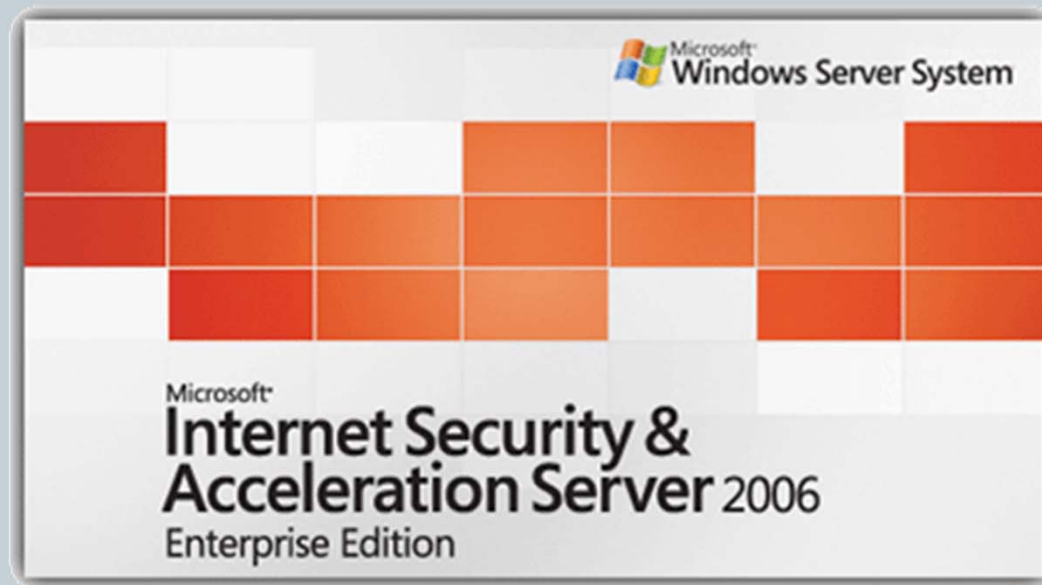 Microsoft
Windows Server System
Microsoft
Internet Security &
Acceleration Server 2006
Enterprise Edition